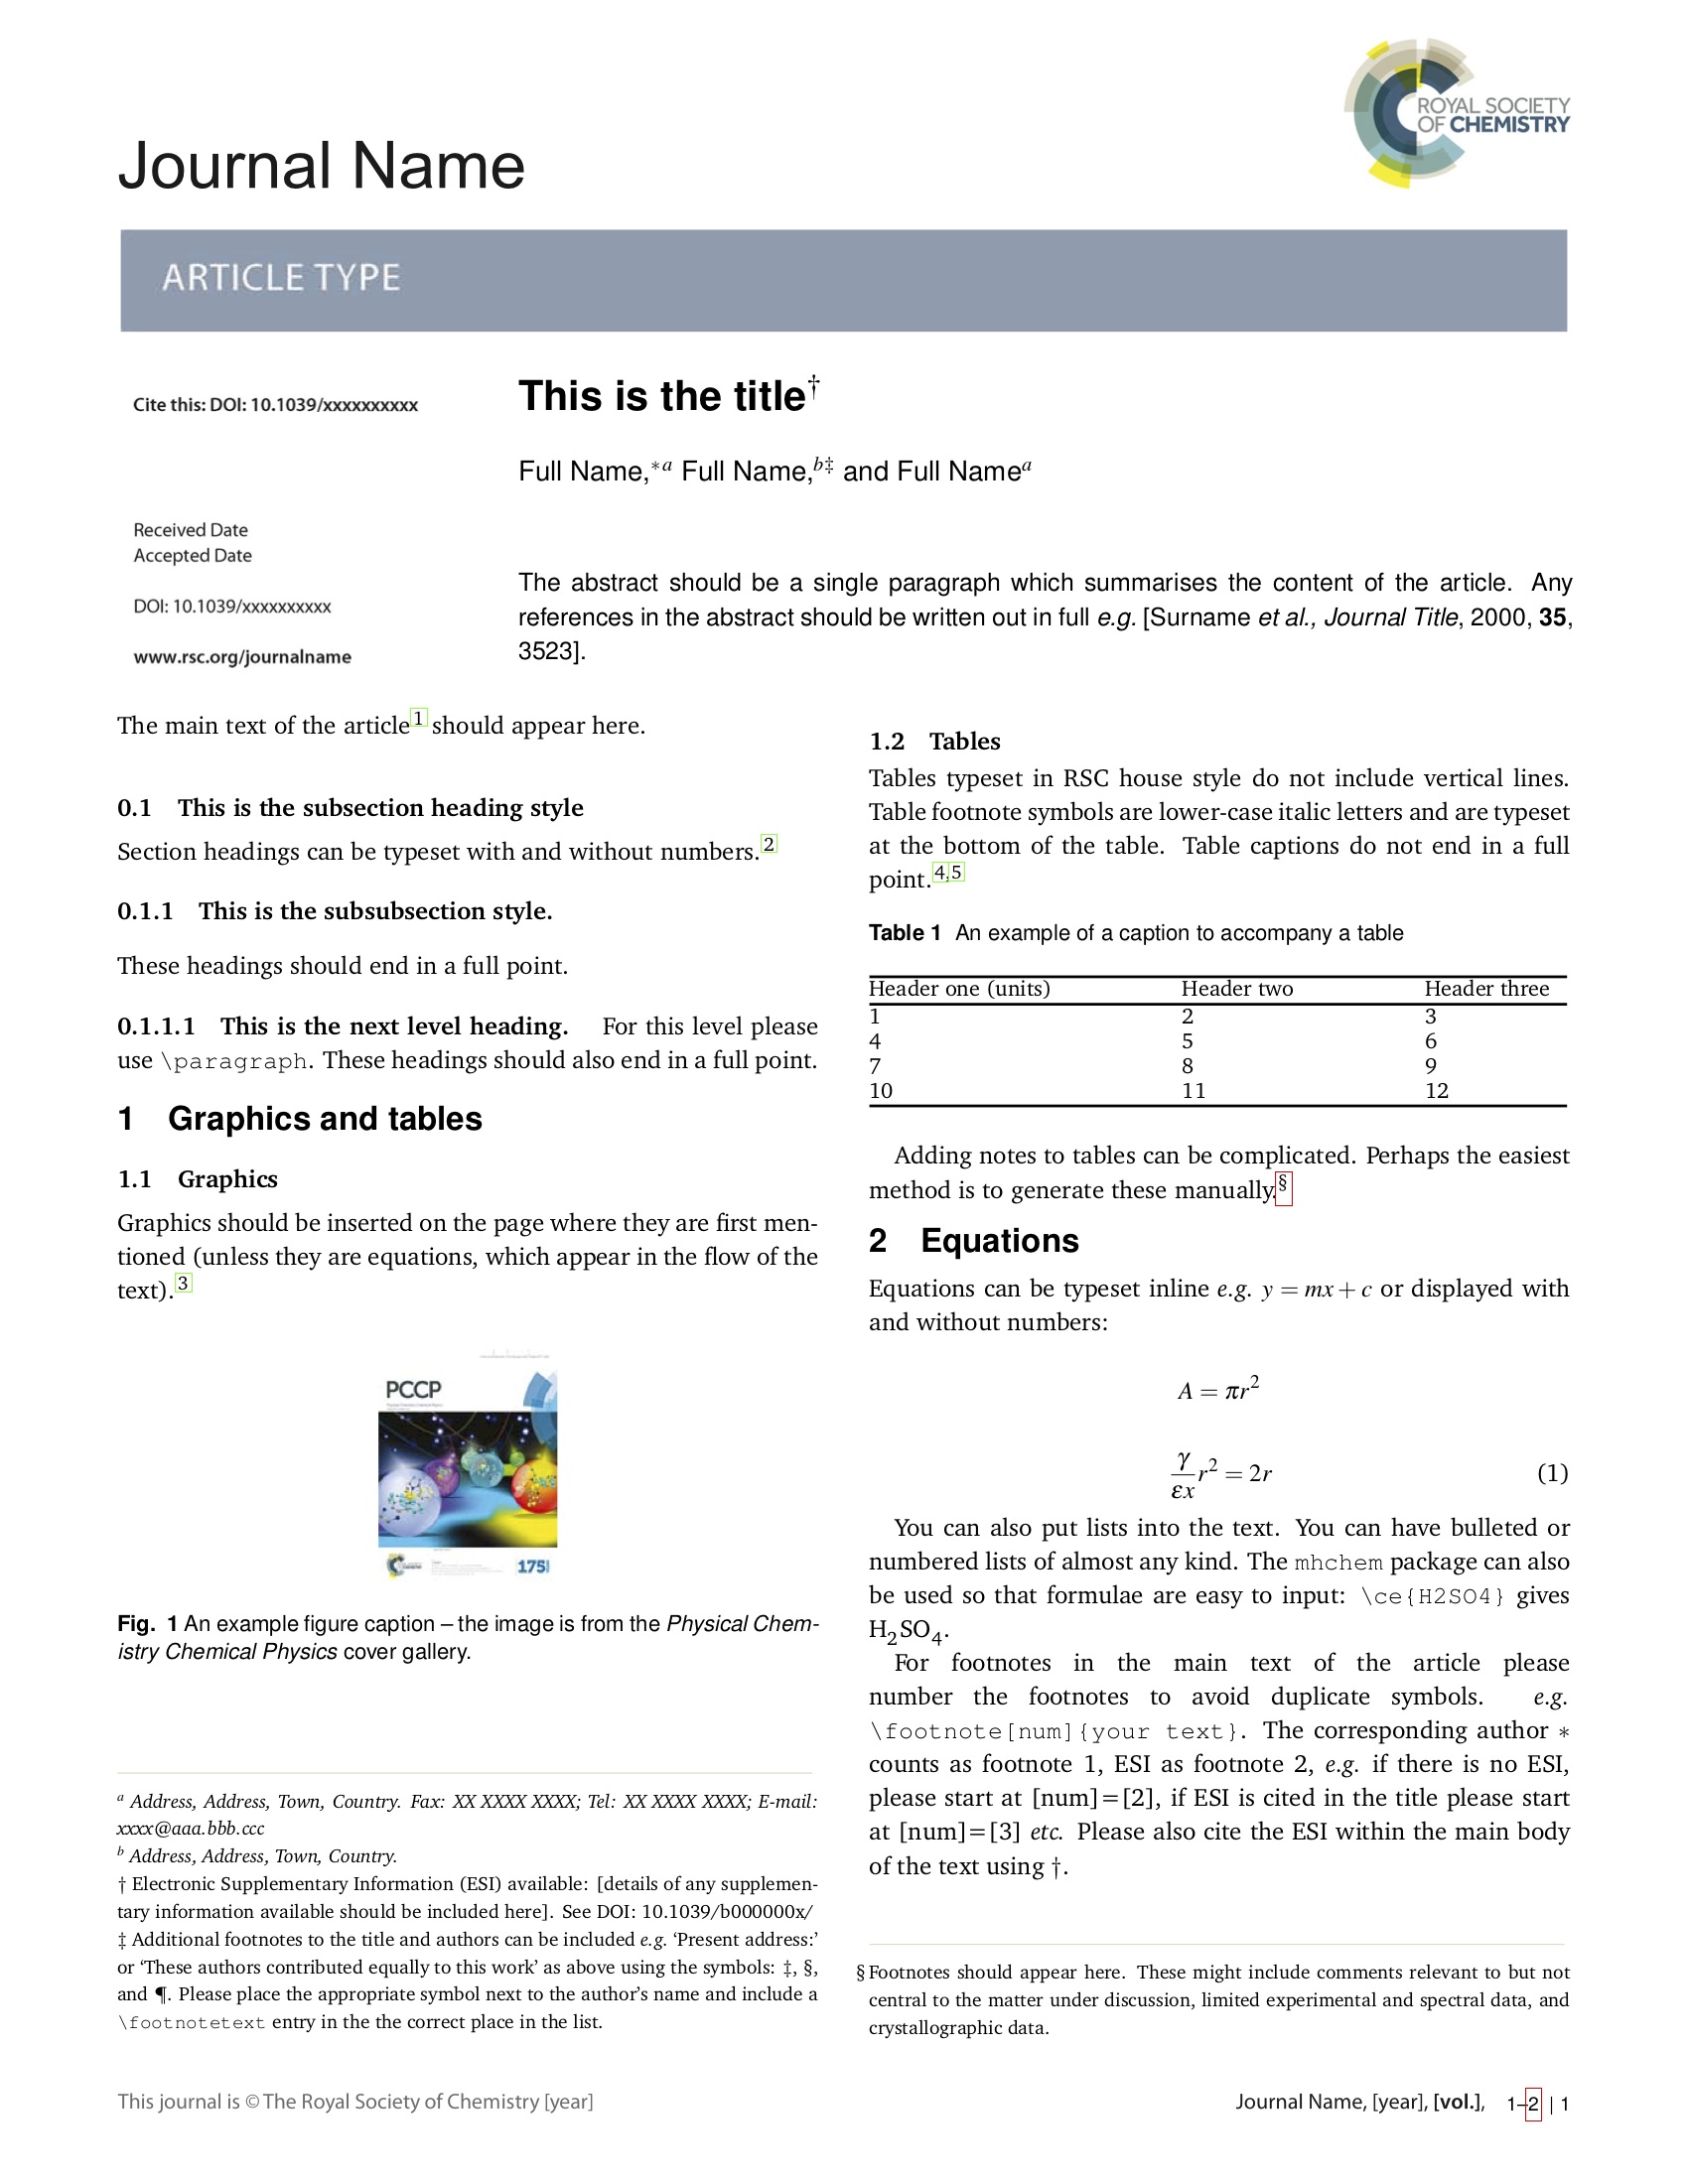 ROYAL SOCIETY
OF CHEMISTRY
Journal Name
ARTICLE TYPE
Cite this: DOI: 10.1039/xxxxxxxxxx
This is the title†
Full Name,*a Full Name,b‡ and Full Namea
Received Date
Accepted Date
DOI: 10.1039/xxxxxxxxxx
www.rsc.org/journalname
The abstract should be a single paragraph which summarises the content of the article. Any
references in the abstract should be written out in full e.g. [Surname et al., Journal Title, 2000, 35,
3523].
The main text of the article1 should appear here.
0.1 This is the subsection heading style
Section headings can be typeset with and without numbers.2
0.1.1 This is the subsubsection style.
These headings should end in a full point.
0.1.1.1 This is the next level heading. For this level please
use \paragraph. These headings should also end in a full point.
1 Graphics and tables
1.1 Graphics
Graphics should be inserted on the page where they are first men-
tioned (unless they are equations, which appear in the flow of the
text).3
PCCP
175
Fig. 1 An example figure caption – the image is from the Physical Chem-
istry Chemical Physics cover gallery.
a Address, Address, Town, Country. Fax: XX XXXX XXXX; Tel: XX XXXX XXXX; E-mail:
xxxx@aaa.bbb.ccc
b Address, Address, Town, Country.
† Electronic Supplementary Information (ESI) available: [details of any supplemen-
tary information available should be included here]. See DOI: 10.1039/b000000x/
‡ Additional footnotes to the title and authors can be included e.g. ‘Present address:’
or ‘These authors contributed equally to this work’ as above using the symbols: ‡, §,
and ¶. Please place the appropriate symbol next to the author’s name and include a
\footnotetext entry in the the correct place in the list.
1.2 Tables
Tables typeset in RSC house style do not include vertical lines.
Table footnote symbols are lower-case italic letters and are typeset
at the bottom of the table. Table captions do not end in a full
point.4,5
Table 1 An example of a caption to accompany a table
Header one (units) Header two Header three
1 2 3
4 5 6
7 8 9
10 11 12
Adding notes to tables can be complicated. Perhaps the easiest
method is to generate these manually.§
2 Equations
Equations can be typeset inline e.g. y = mx + c or displayed with
and without numbers:
A = πr²
γ/εx r² = 2r (1)
You can also put lists into the text. You can have bulleted or
numbered lists of almost any kind. The mhchem package can also
be used so that formulae are easy to input: \ce{H2SO4} gives
H₂SO₄.
For footnotes in the main text of the article please
number the footnotes to avoid duplicate symbols. e.g.
\footnote[num]{your text}. The corresponding author ∗
counts as footnote 1, ESI as footnote 2, e.g. if there is no ESI,
please start at [num]=[2], if ESI is cited in the title please start
at [num]=[3] etc. Please also cite the ESI within the main body
of the text using †.
§ Footnotes should appear here. These might include comments relevant to but not
central to the matter under discussion, limited experimental and spectral data, and
crystallographic data.
This journal is © The Royal Society of Chemistry [year]
Journal Name, [year], [vol.], 1–2 | 1